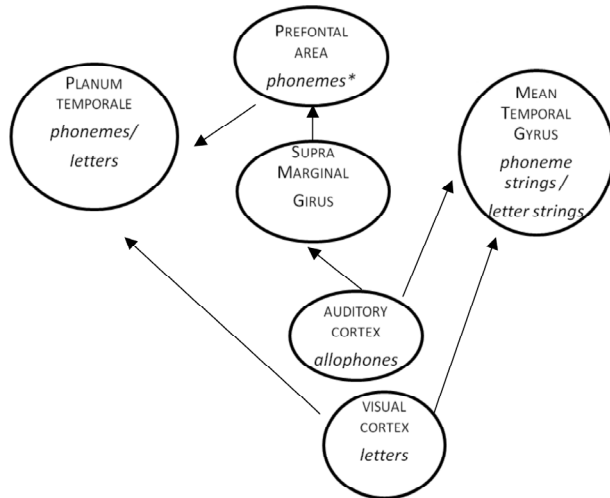 PREFONTAL
AREA
phonemes*
PLANUM
TEMPORALE
phonemes/
letters
MEAN
TEMPORAL
GYRUS
phoneme
strings /
letter strings
SUPRA
MARGINAL
GIRUS
AUDITORY
CORTEX
allophones
VISUAL
CORTEX
letters